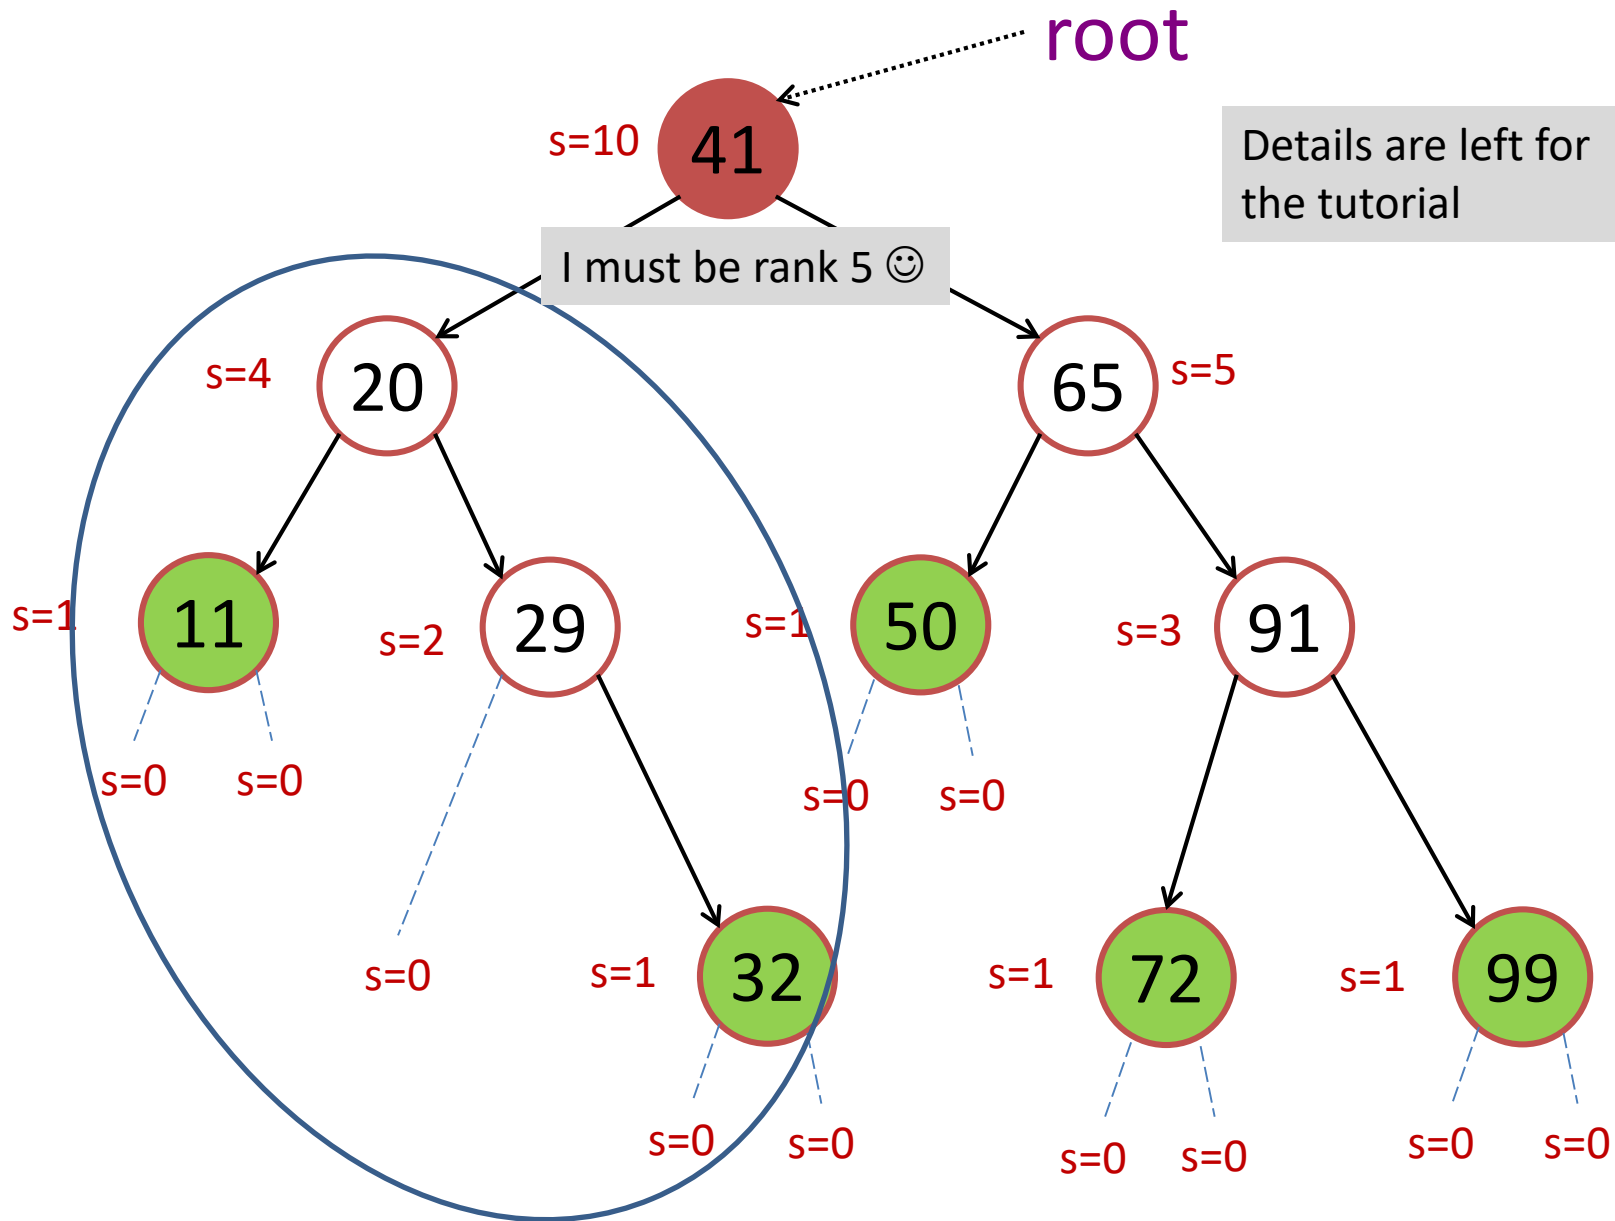 root
s=10
41
Details are left for
the tutorial
I must be rank 5 ☺
s=4
20
65
s=5
s=1
11
s=2
29
s=1
50
s=3
91
s=0
s=0
s=0
s=0
s=0
s=1
32
s=1
72
s=1
99
s=0
s=0
s=0
s=0
s=0
s=0